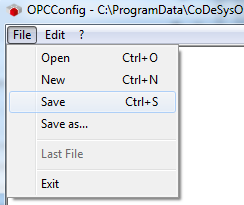 OPCConfig - C:\ProgramData\CoDeSysO
File Edit ?
Open Ctrl+O
New Ctrl+N
Save Ctrl+S
Save as...
Last File
Exit